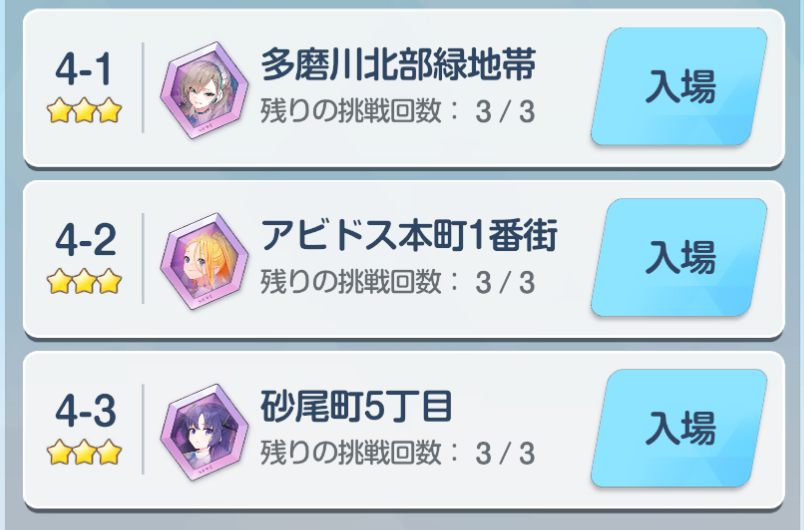 4-1
多磨川北部緑地帯
残りの挑戦回数： 3 / 3
入場
4-2
アビドス本町1番街
残りの挑戦回数： 3 / 3
入場
4-3
砂尾町5丁目
残りの挑戦回数： 3 / 3
入場